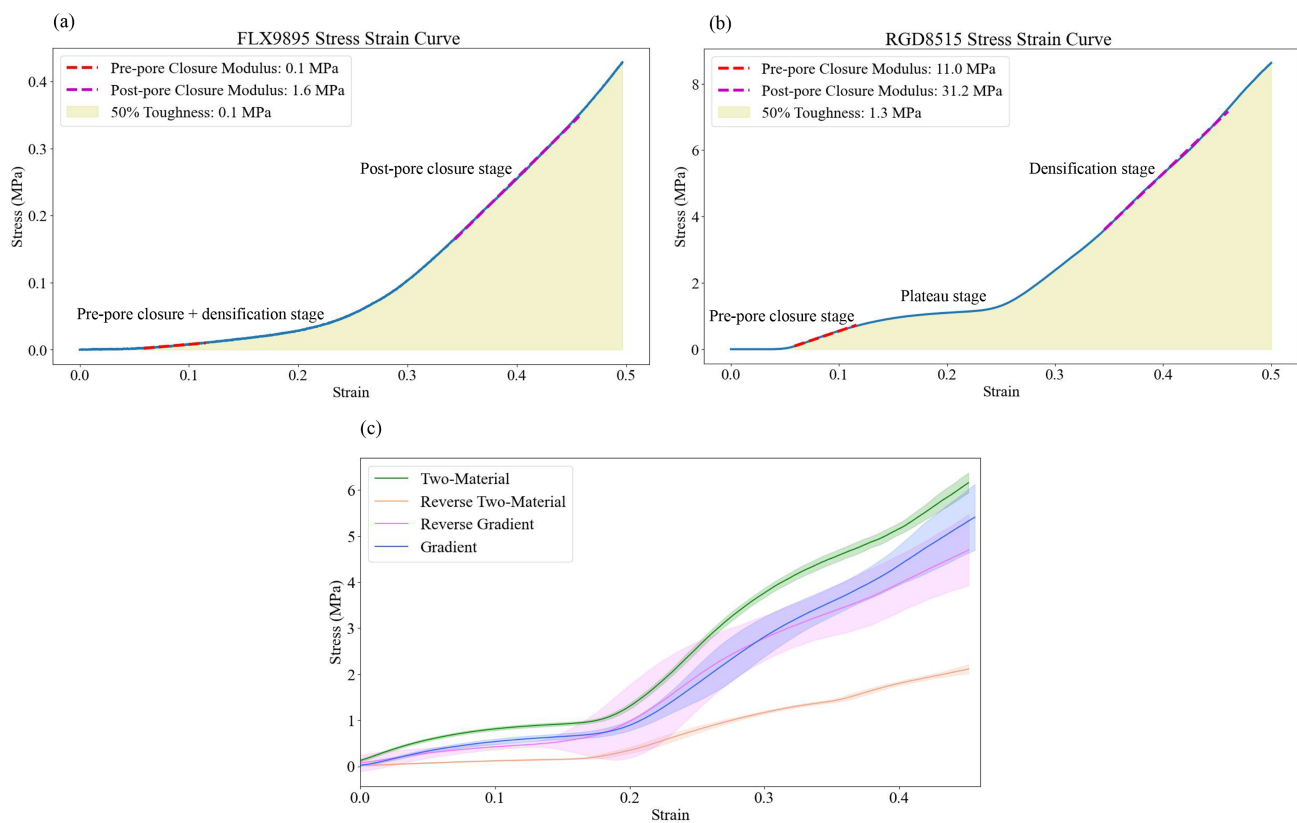 (a)
FLX9895 Stress Strain Curve
Pre-pore Closure Modulus: 0.1 MPa
Post-pore Closure Modulus: 1.6 MPa
50% Toughness: 0.1 MPa
Post-pore closure stage
Pre-pore closure + densification stage
Stress (MPa)
0.4
0.3
0.2
0.1
0.0
0.0 0.1 0.2 0.3 0.4 0.5
Strain
(b)
RGD8515 Stress Strain Curve
Pre-pore Closure Modulus: 11.0 MPa
Post-pore Closure Modulus: 31.2 MPa
50% Toughness: 1.3 MPa
Densification stage
Plateau stage
Pre-pore closure stage
Stress (MPa)
8
6
4
2
0
0.0 0.1 0.2 0.3 0.4 0.5
Strain
(c)
Two-Material
Reverse Two-Material
Reverse Gradient
Gradient
Stress (MPa)
6
5
4
3
2
1
0
0.0 0.1 0.2 0.3 0.4
Strain